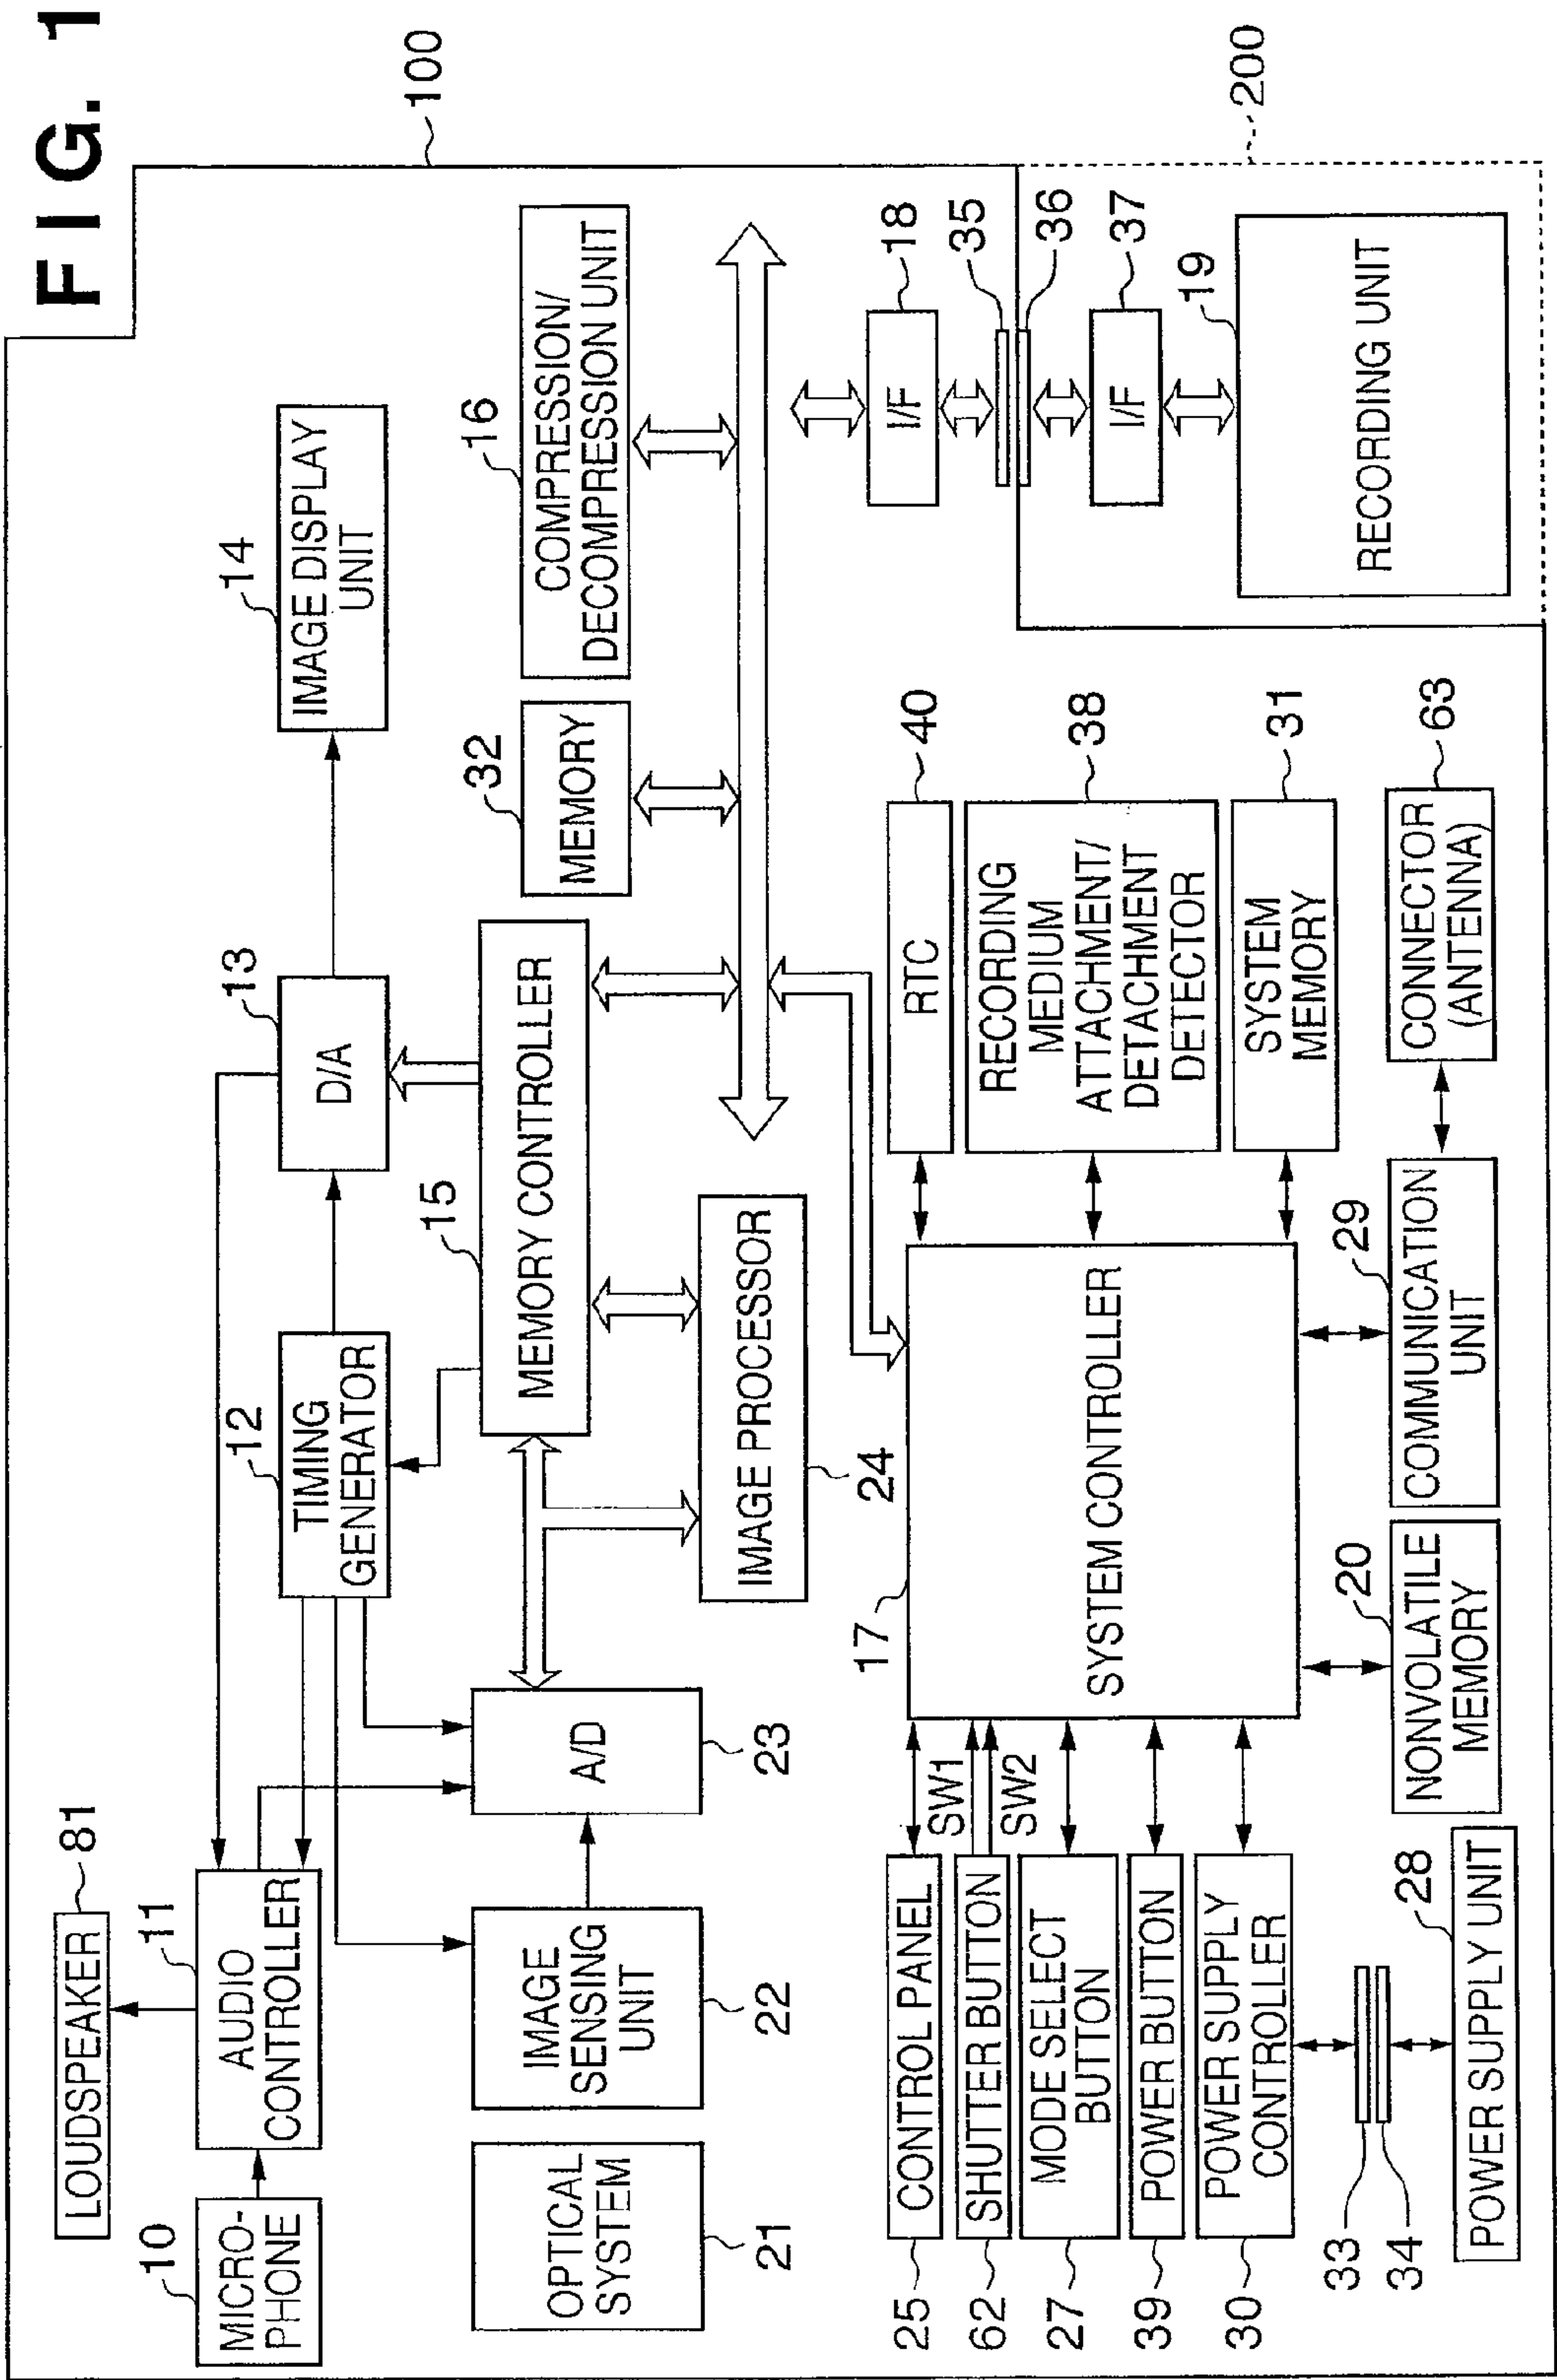 FIG. 1
100
LOUDSPEAKER
81
10
MICRO-
PHONE
11
AUDIO
CONTROLLER
12
TIMING
GENERATOR
13
D/A
14
IMAGE DISPLAY
UNIT
OPTICAL
SYSTEM
21
IMAGE
SENSING
UNIT
22
A/D
23
15
MEMORY CONTROLLER
32
MEMORY
16
COMPRESSION/
DECOMPRESSION UNIT
IMAGE PROCESSOR
24
25
CONTROL PANEL
62
SHUTTER BUTTON
SW1
SW2
27
MODE SELECT
BUTTON
39
POWER BUTTON
30
POWER SUPPLY
CONTROLLER
33
34
28
POWER SUPPLY UNIT
17
SYSTEM CONTROLLER
20
NONVOLATILE
MEMORY
29
COMMUNICATION
UNIT
RTC
40
RECORDING
MEDIUM
ATTACHMENT/
DETACHMENT
DETECTOR
38
SYSTEM
MEMORY
31
CONNECTOR
(ANTENNA)
63
I/F
18
35
36
I/F
37
19
RECORDING UNIT
200